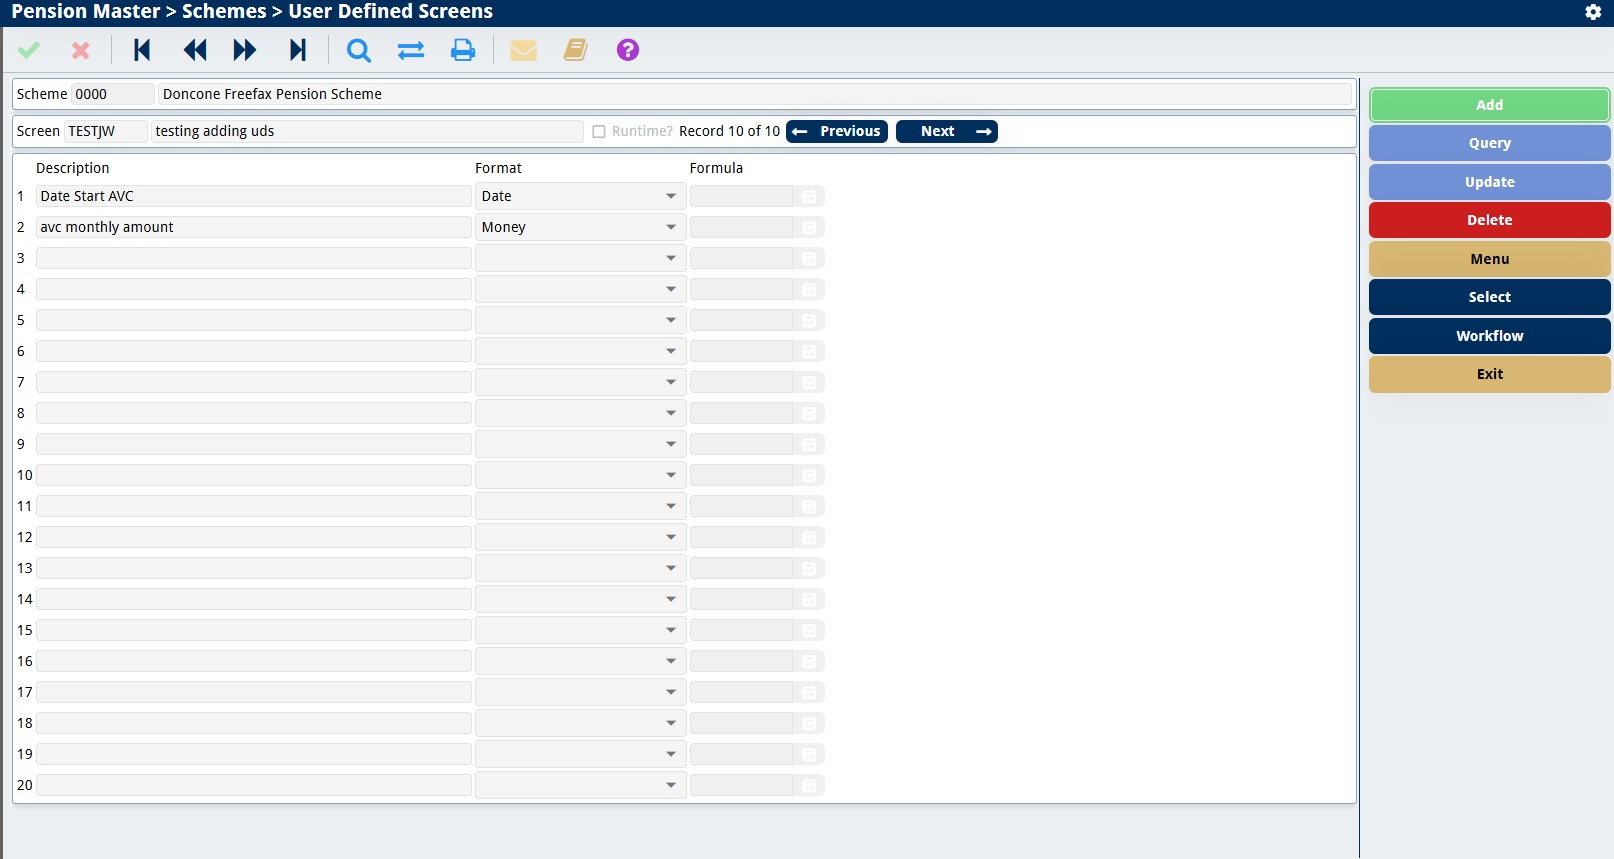 Pension Master > Schemes > User Defined Screens
?
Scheme 0000 Doncone Freefax Pension Scheme
Screen TESTJW testing adding uds Runtime? Record 10 of 10 Previous Next
Description Format Formula
1 Date Start AVC Date
2 avc monthly amount Money
3
4
5
6
7
8
9
10
11
12
13
14
15
16
17
18
19
20
Add
Query
Update
Delete
Menu
Select
Workflow
Exit